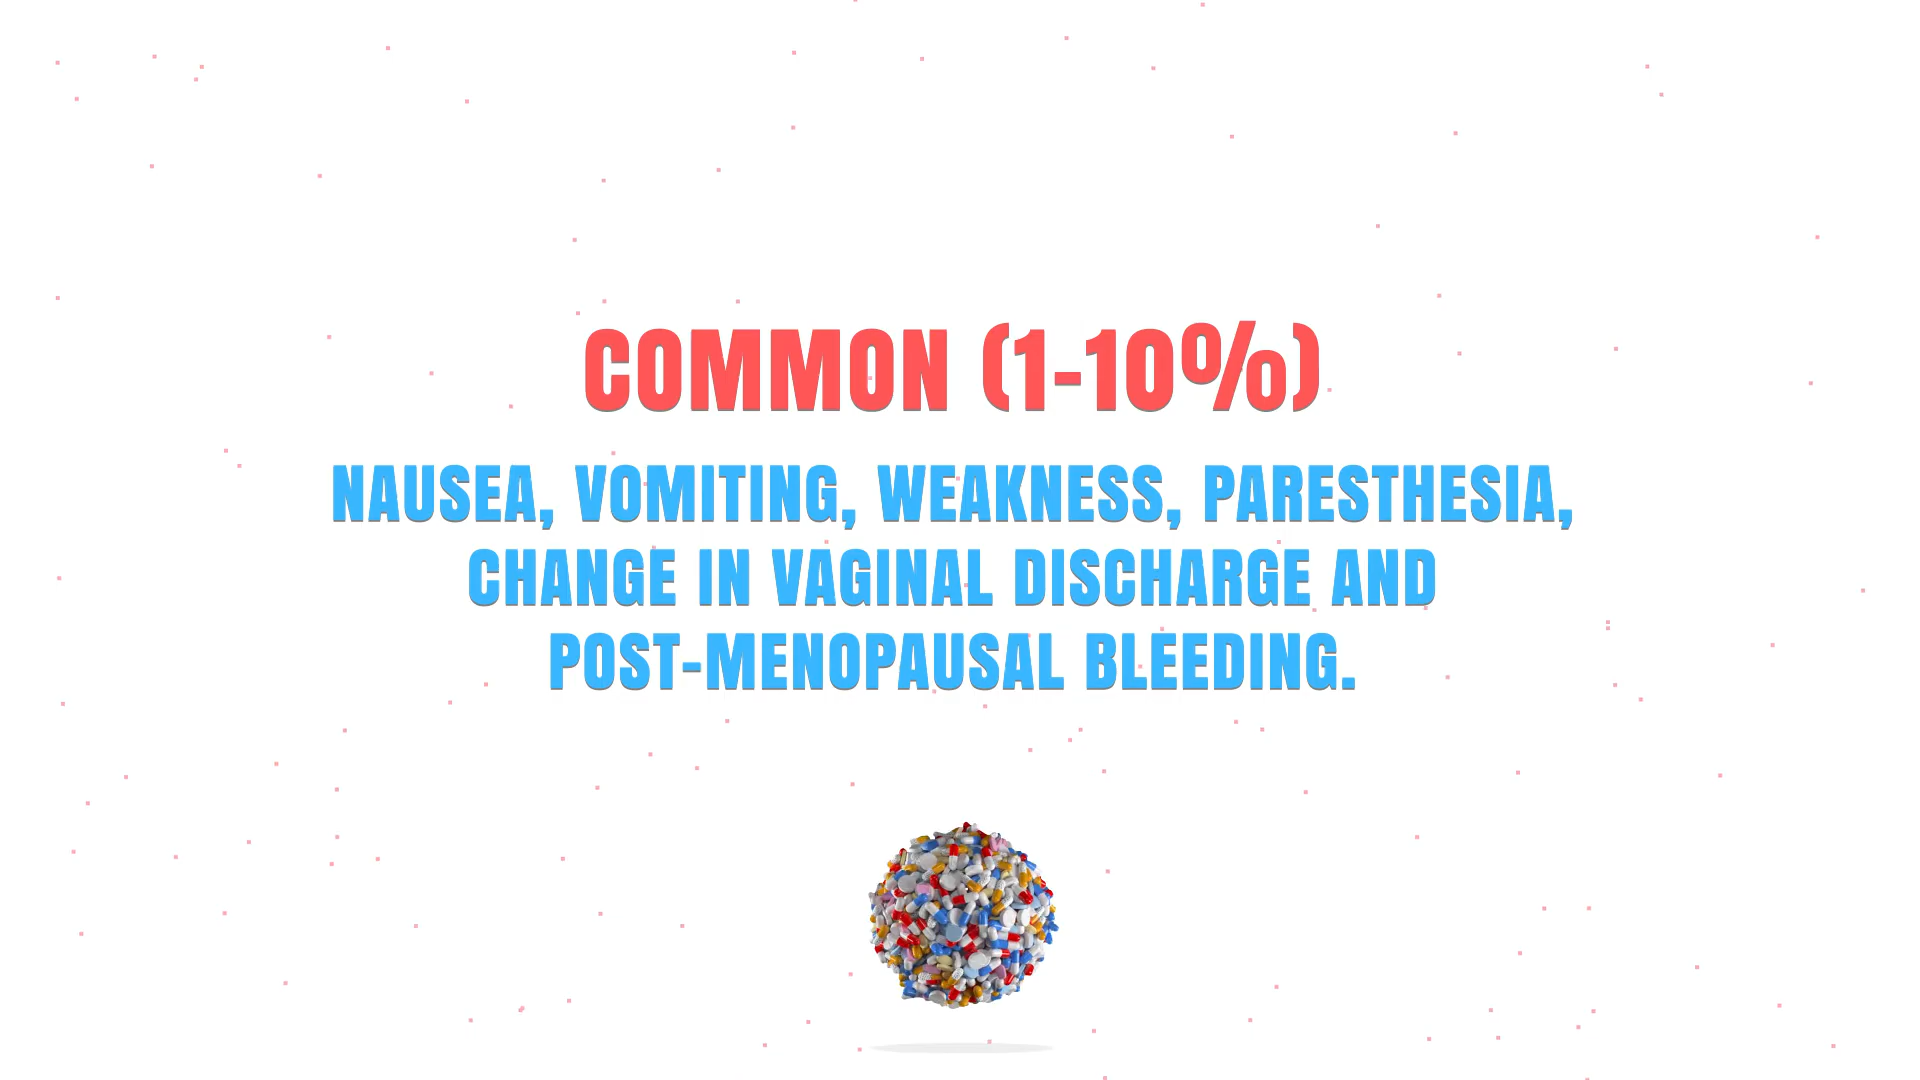 COMMON (1-10%)
NAUSEA, VOMITING, WEAKNESS, PARESTHESIA,
CHANGE IN VAGINAL DISCHARGE AND
POST-MENOPAUSAL BLEEDING.